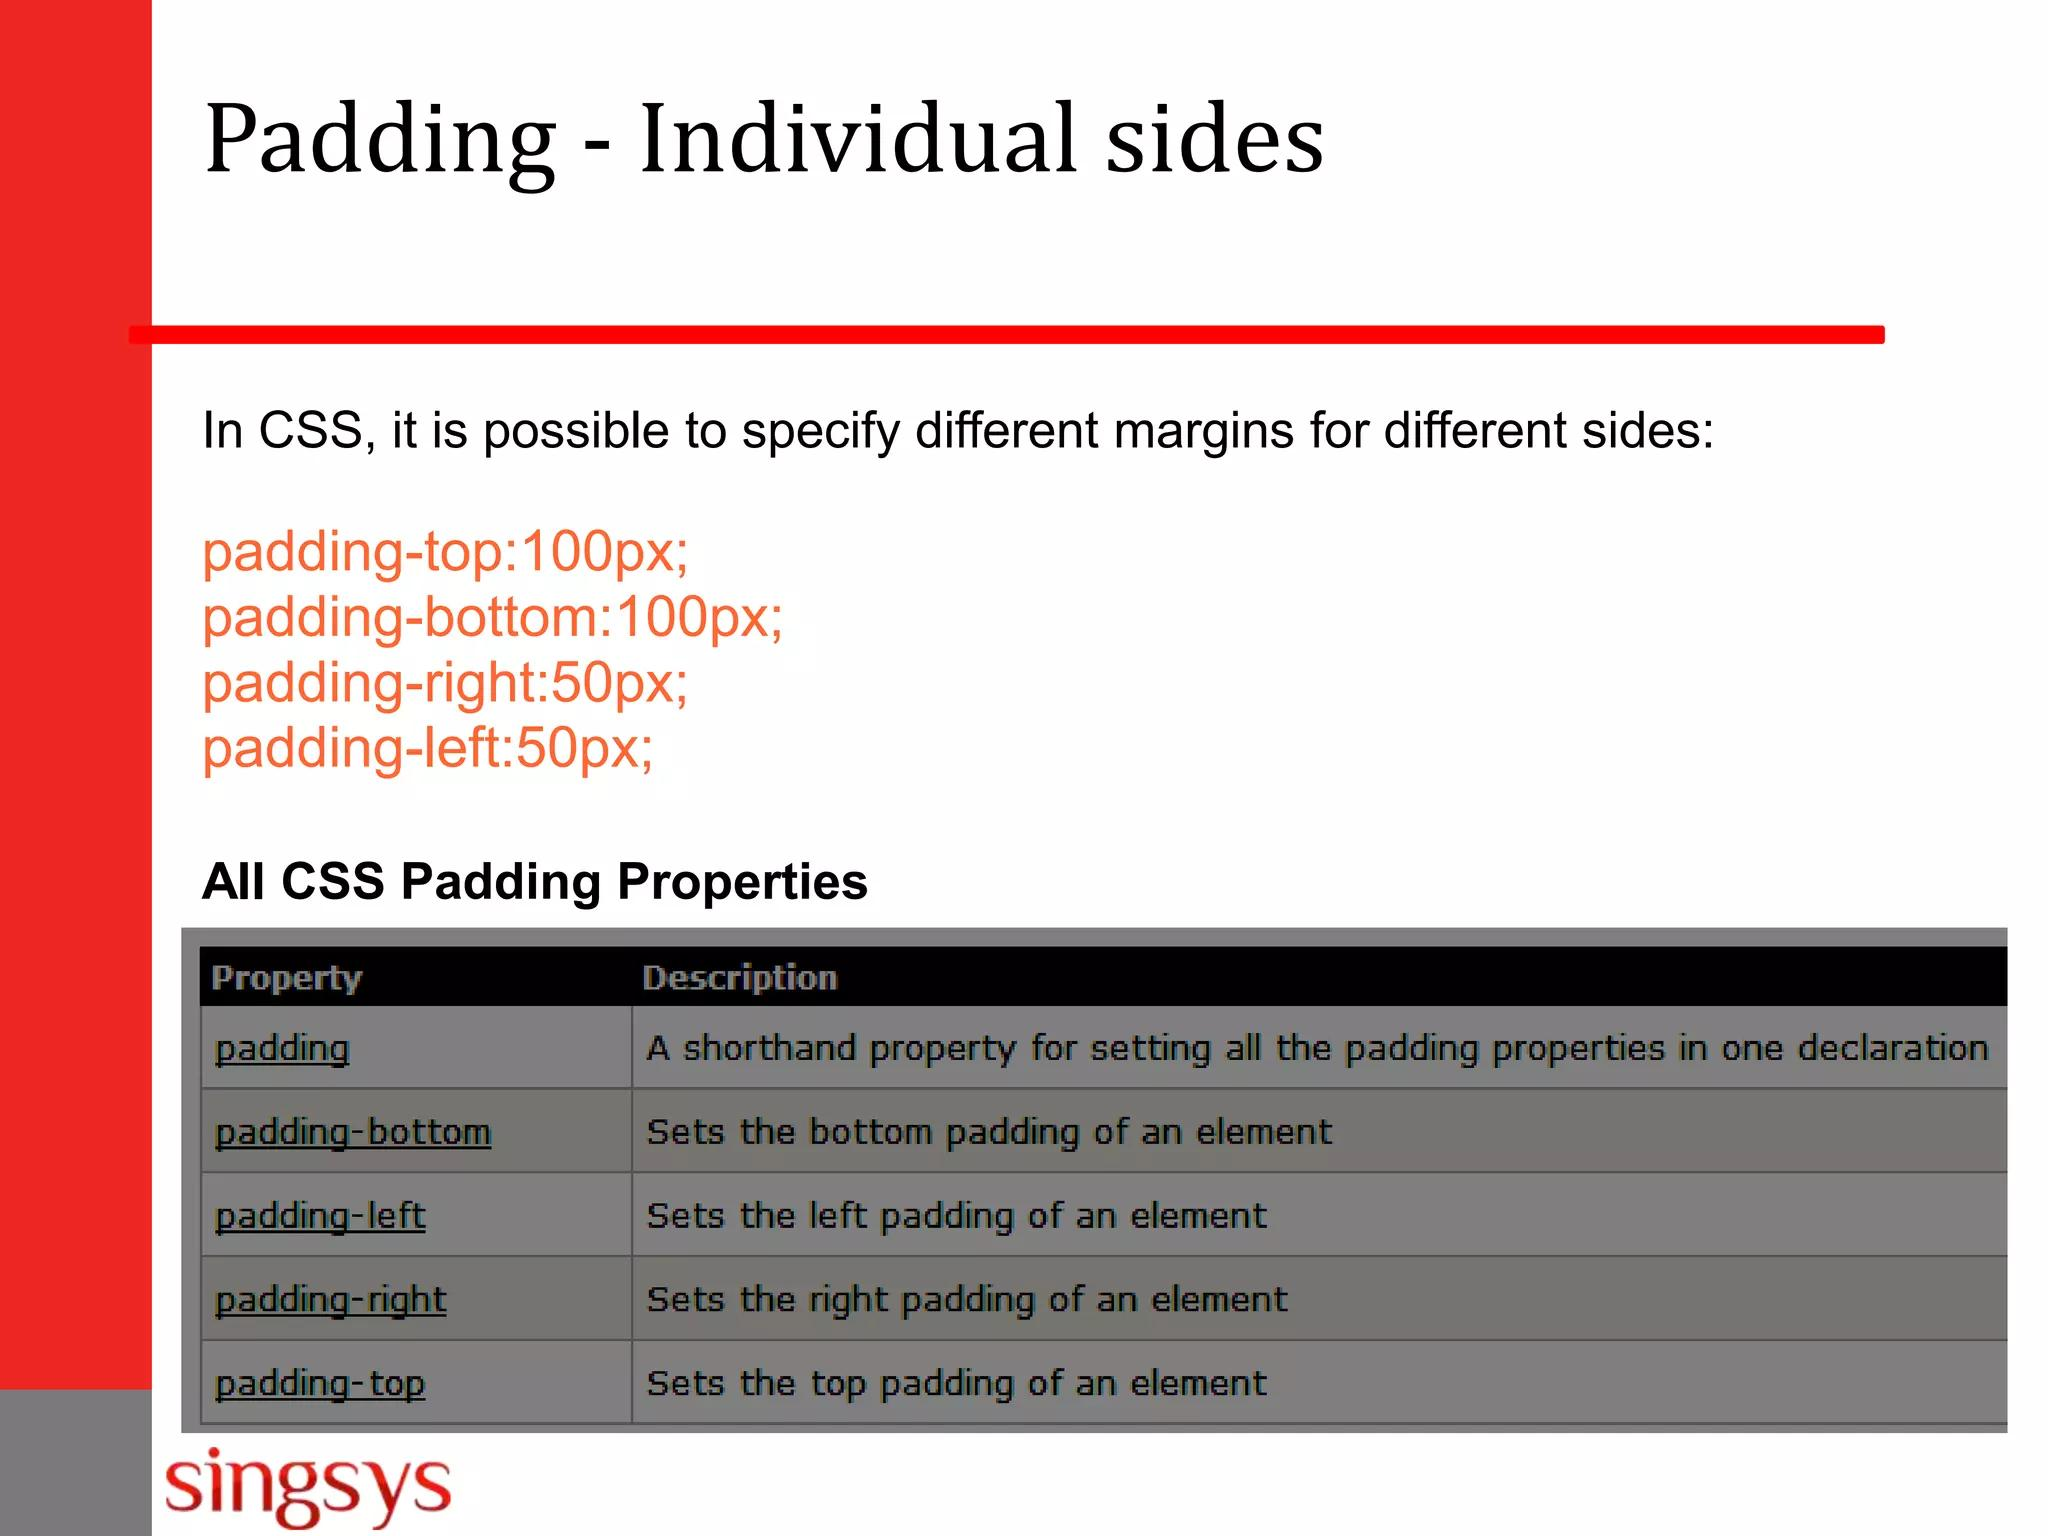 Padding - Individual sides
In CSS, it is possible to specify different margins for different sides:
padding-top:100px;
padding-bottom:100px;
padding-right:50px;
padding-left:50px;
All CSS Padding Properties
Property Description
padding A shorthand property for setting all the padding properties in one declaration
padding-bottom Sets the bottom padding of an element
padding-left Sets the left padding of an element
padding-right Sets the right padding of an element
padding-top Sets the top padding of an element
singsys